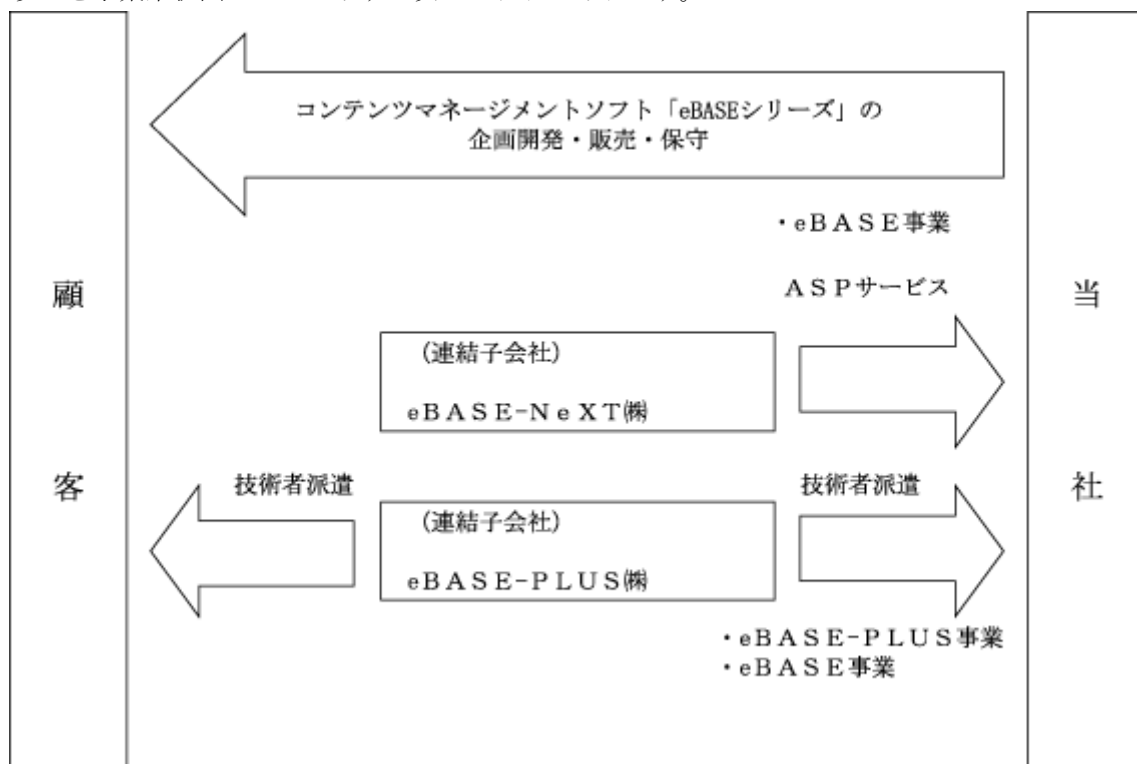 コンテンツマネージメントソフト「eBASEシリーズ」の
企画開発・販売・保守
・eBASE事業
顧客
当社
ASPサービス
(連結子会社)
eBASE-NeXT㈱
技術者派遣
技術者派遣
(連結子会社)
eBASE-PLUS㈱
・eBASE-PLUS事業
・eBASE事業